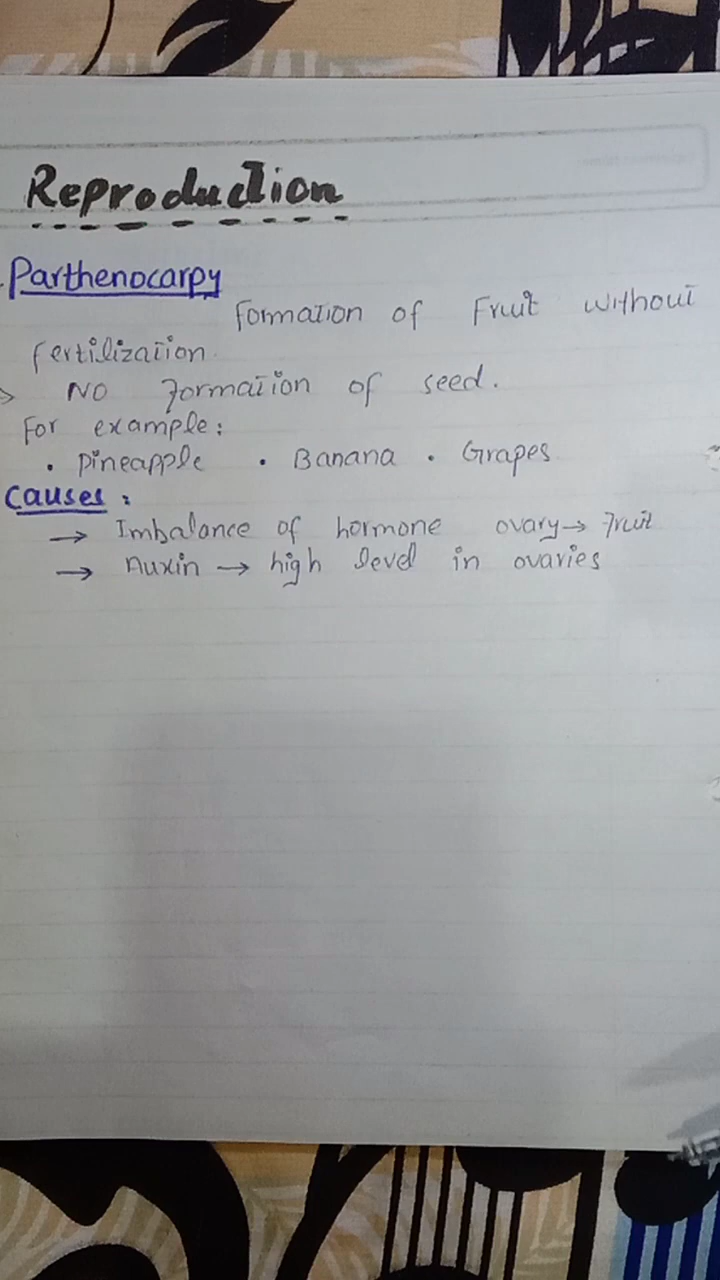 Reproduction
Parthenocarpy
Formation of Fruit without
fertilization.
> NO formation of seed.
For example:
• Pineapple • Banana • Grapes
Causes:
→ Imbalance of hormone ovary → fruit
→ Auxin → high level in ovaries